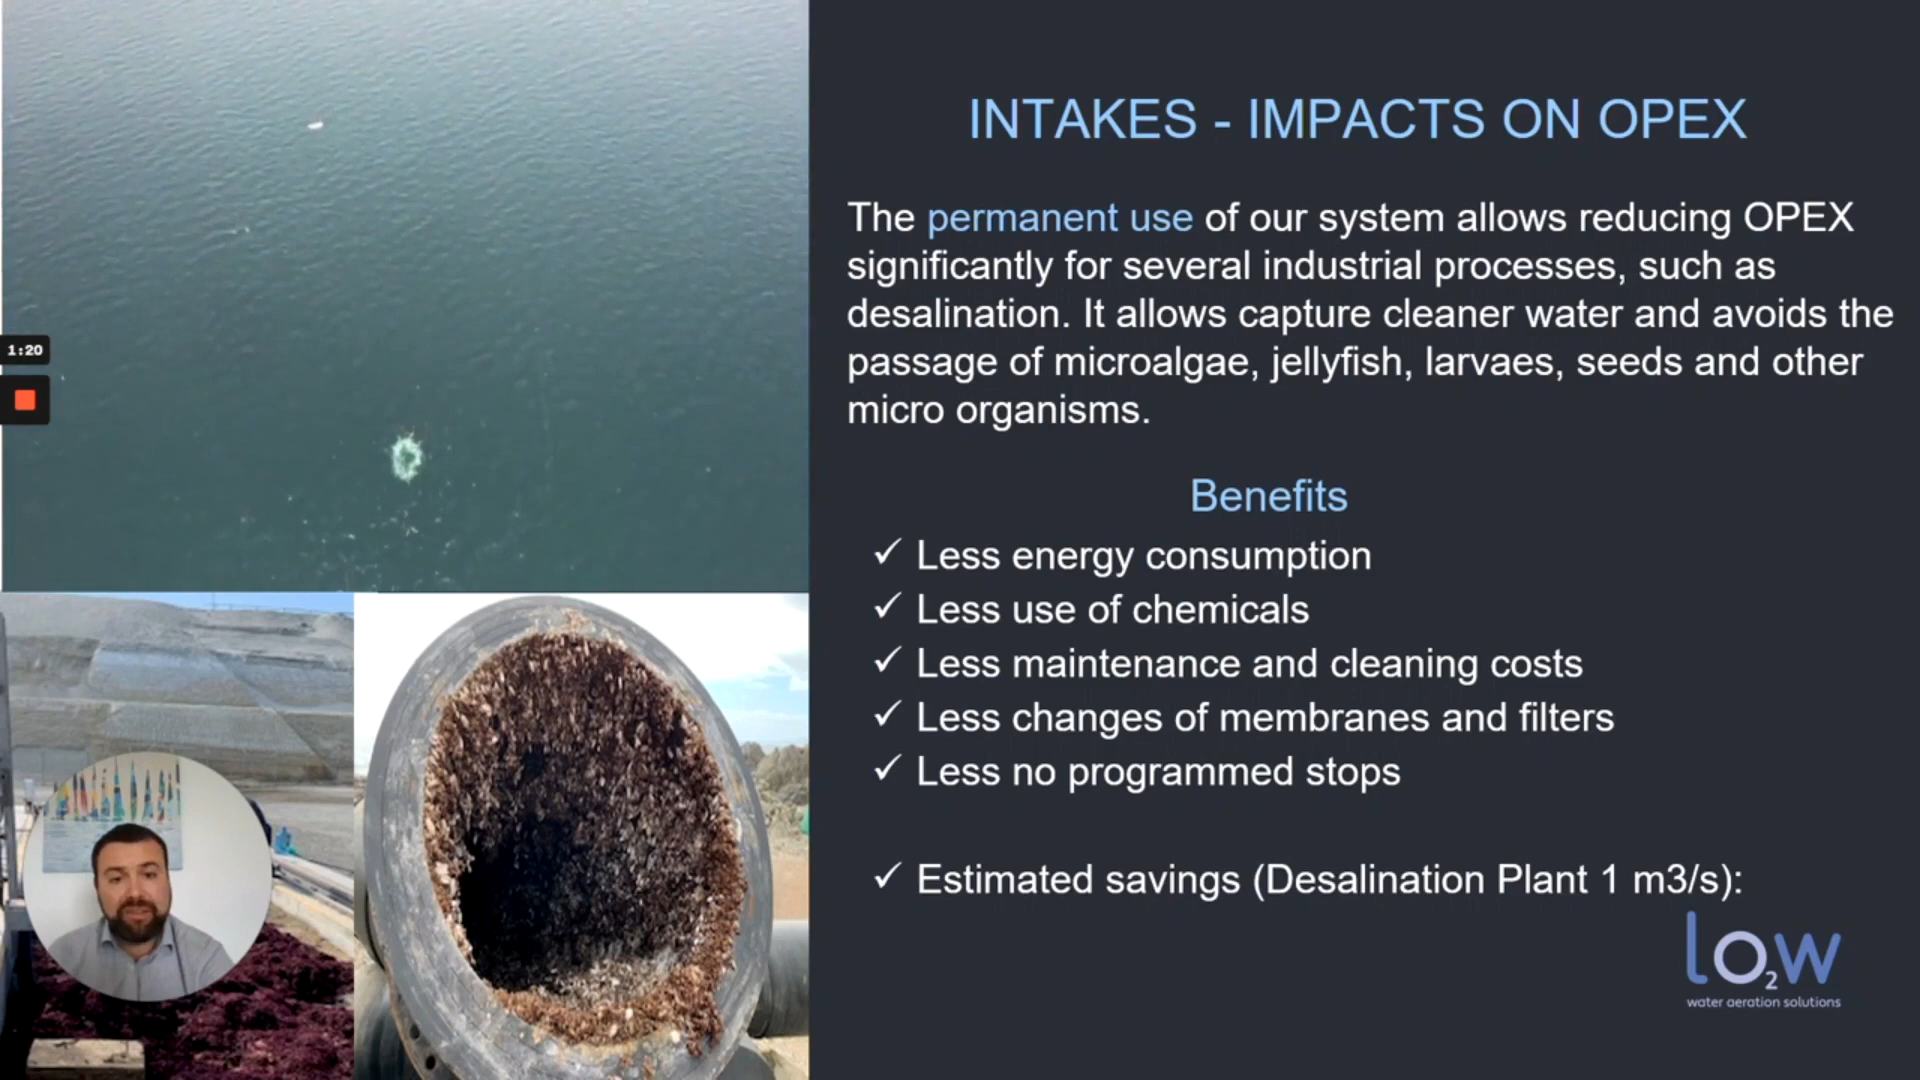 INTAKES - IMPACTS ON OPEX
The permanent use of our system allows reducing OPEX
significantly for several industrial processes, such as
desalination. It allows capture cleaner water and avoids the
passage of microalgae, jellyfish, larvaes, seeds and other
micro organisms.
Benefits
✓ Less energy consumption
✓ Less use of chemicals
✓ Less maintenance and cleaning costs
✓ Less changes of membranes and filters
✓ Less no programmed stops
✓ Estimated savings (Desalination Plant 1 m3/s):
lo2w
water aeration solutions
1:20